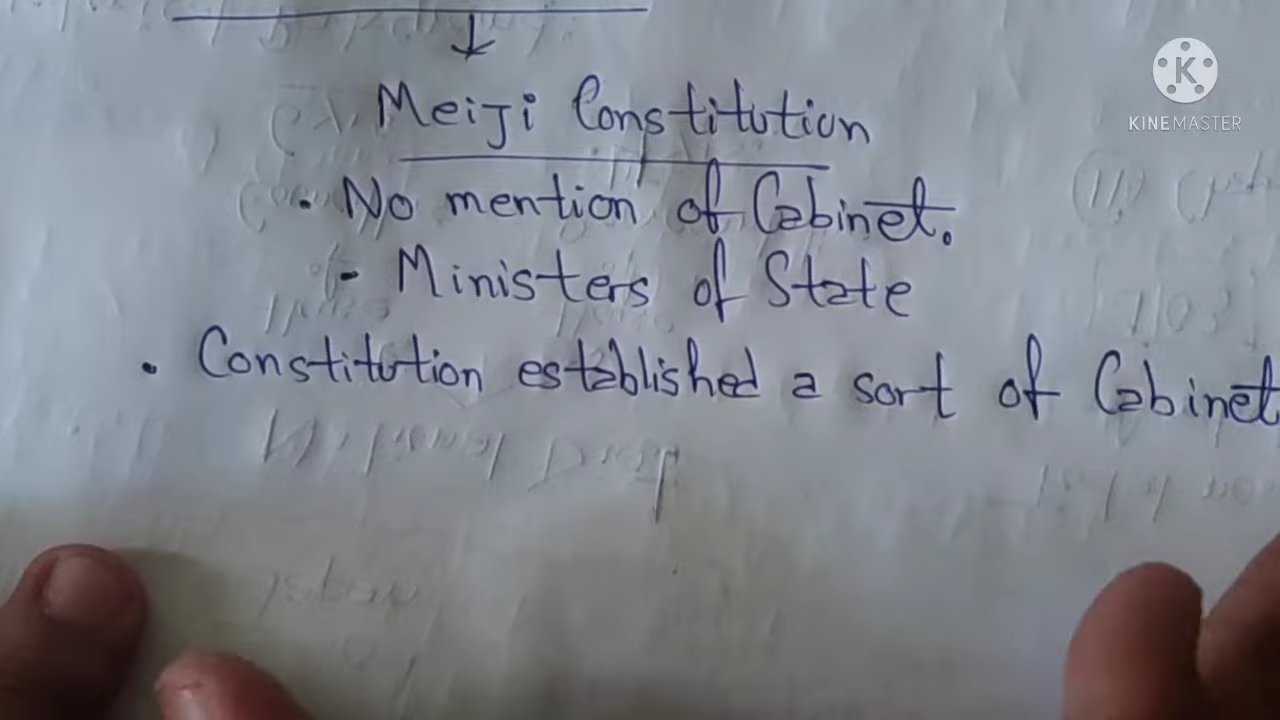 Meiji Constitution
. No mention of Cabinet.
- Ministers of State
. Constitution established a sort of Cabinet
K
KINEMASTER